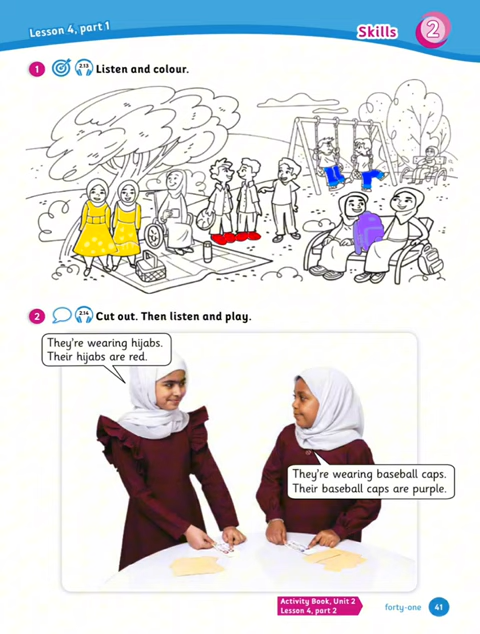 Lesson 4, part 1
Skills 2
1 2.13 Listen and colour.
2 2.14 Cut out. Then listen and play.
They're wearing hijabs.
Their hijabs are red.
They're wearing baseball caps.
Their baseball caps are purple.
Activity Book, Unit 2
Lesson 4, part 2
forty-one 41